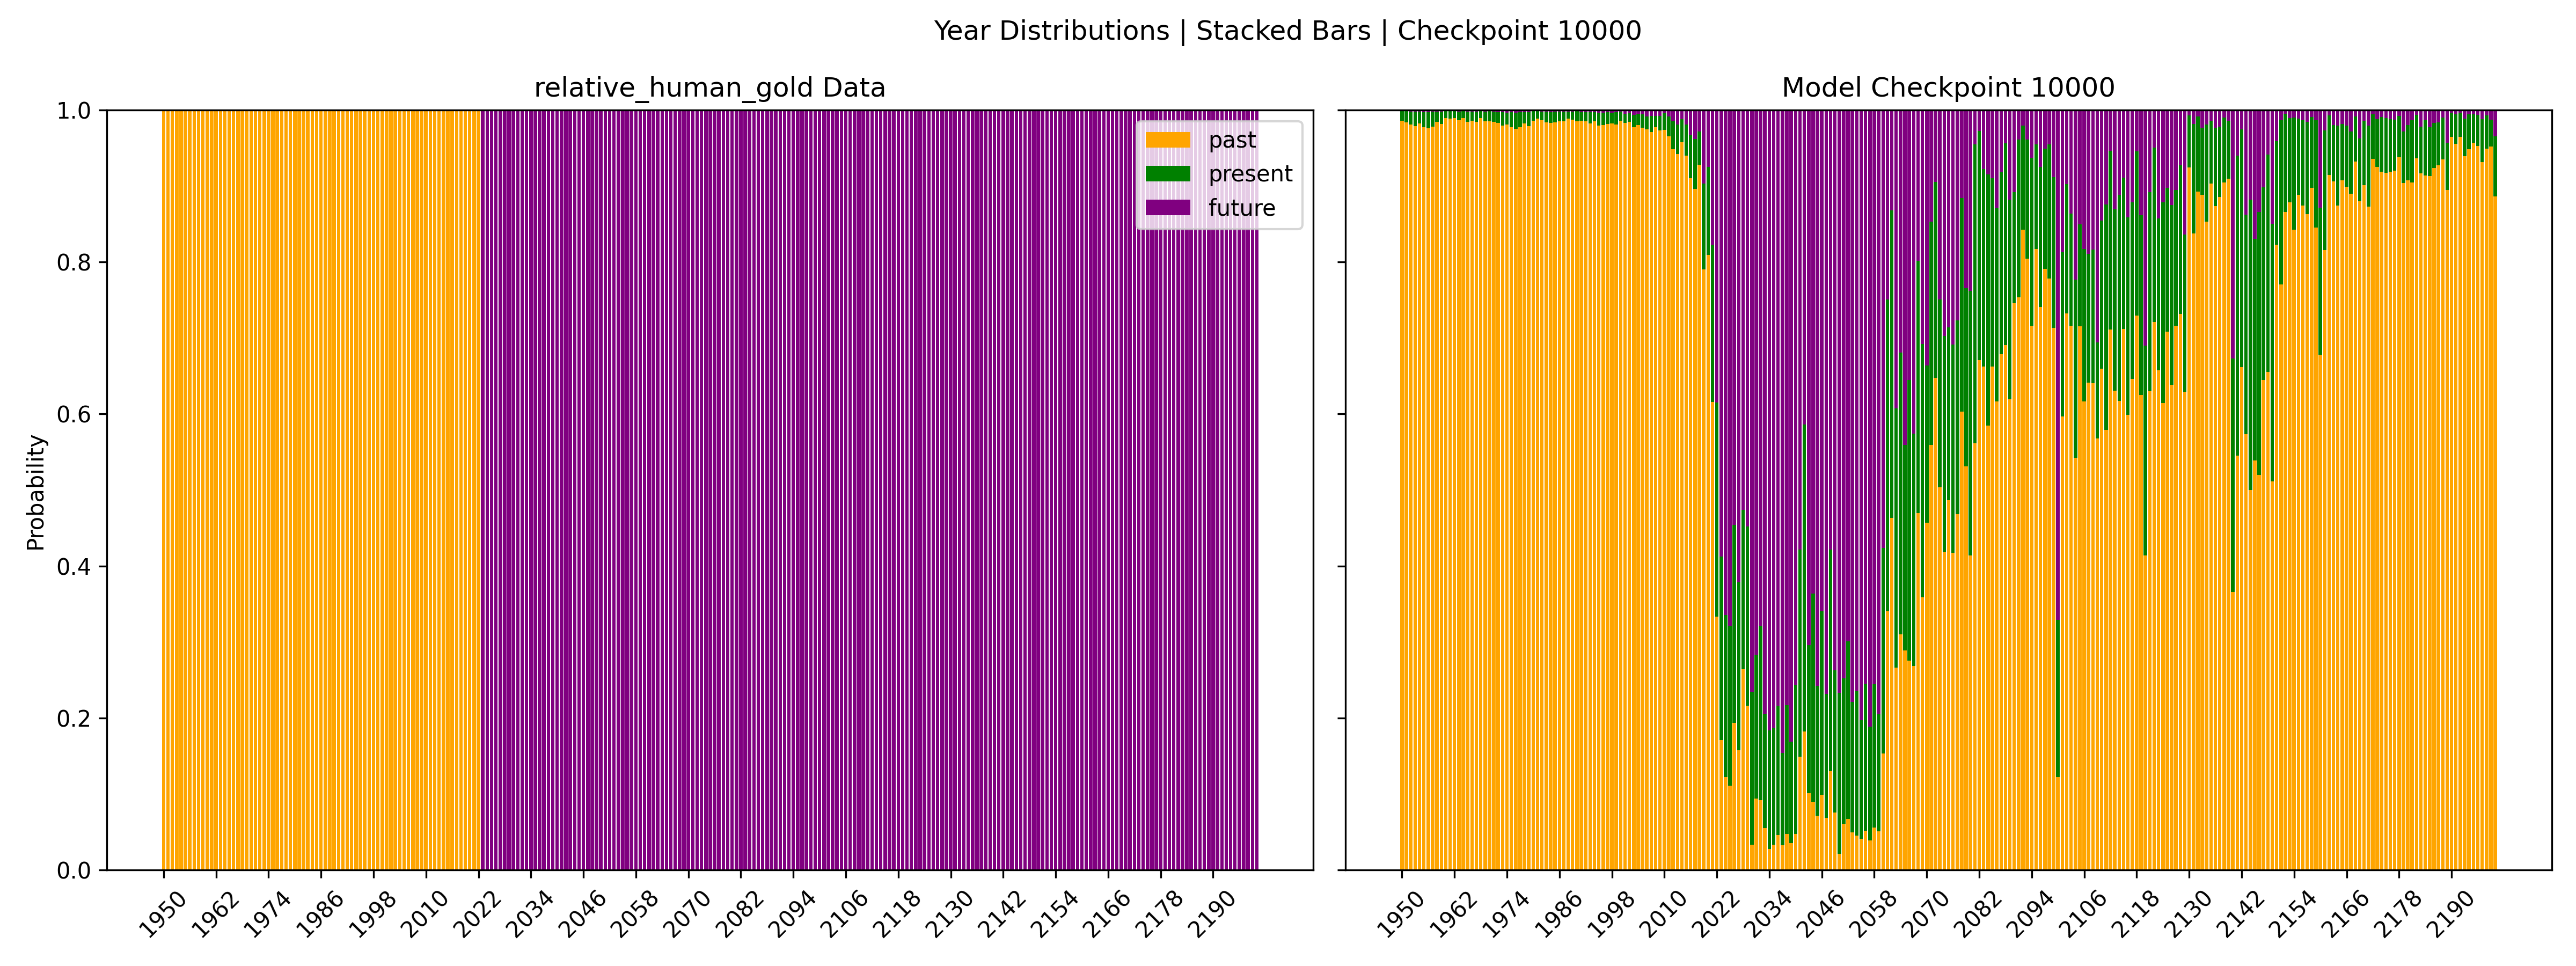 Year Distributions | Stacked Bars | Checkpoint 10000
relative_human_gold Data
Probability
1.0
0.8
0.6
0.4
0.2
0.0
past
present
future
1950 1962 1974 1986 1998 2010 2022 2034 2046 2058 2070 2082 2094 2106 2118 2130 2142 2154 2166 2178 2190
Model Checkpoint 10000
1950 1962 1974 1986 1998 2010 2022 2034 2046 2058 2070 2082 2094 2106 2118 2130 2142 2154 2166 2178 2190